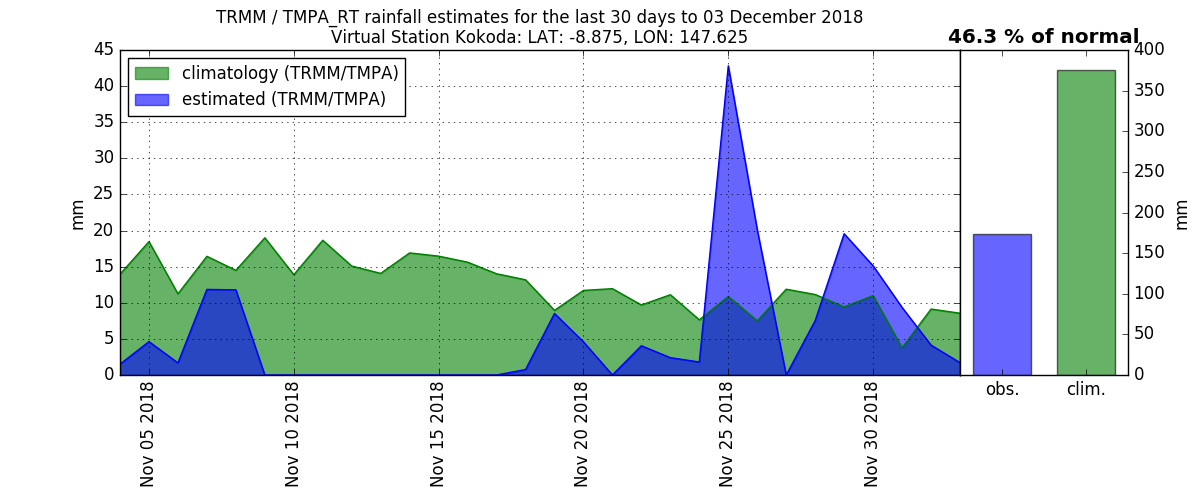 TRMM / TMPA_RT rainfall estimates for the last 30 days to 03 December 2018
Virtual Station Kokoda: LAT: -8.875, LON: 147.625
46.3 % of normal
climatology (TRMM/TMPA)
estimated (TRMM/TMPA)
mm
45
40
35
30
25
20
15
10
5
0
Nov 05 2018
Nov 10 2018
Nov 15 2018
Nov 20 2018
Nov 25 2018
Nov 30 2018
obs.
clim.
400
350
300
250
200
150
100
50
0
mm